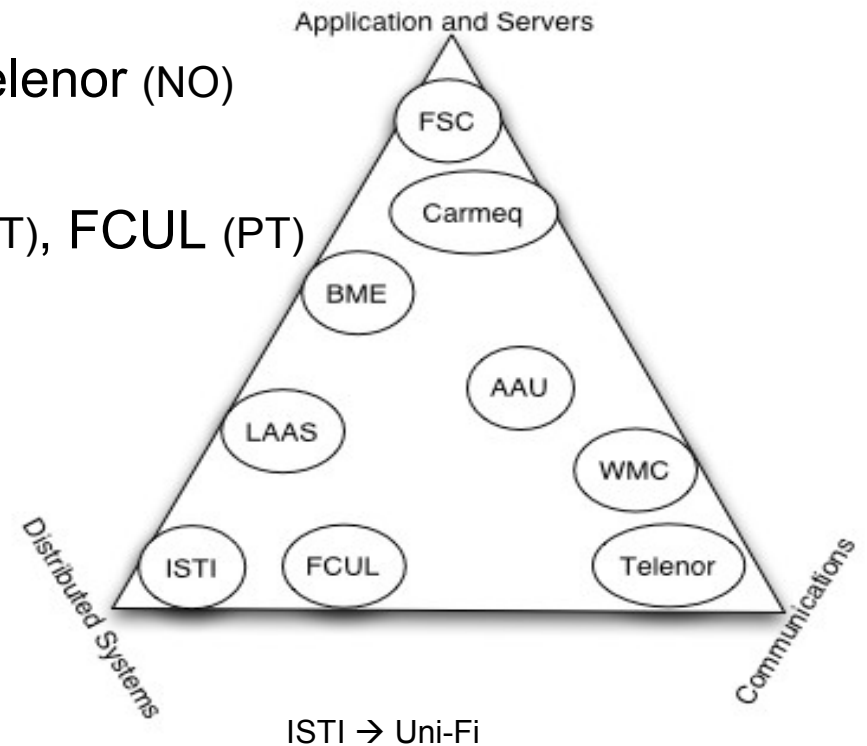 Application and Servers
elenor (NO)
FSC
Carmeq
T), FCUL (PT)
BME
AAU
LAAS
WMC
ISTI
FCUL
Telenor
Distributed Systems
Communications
ISTI → Uni-Fi